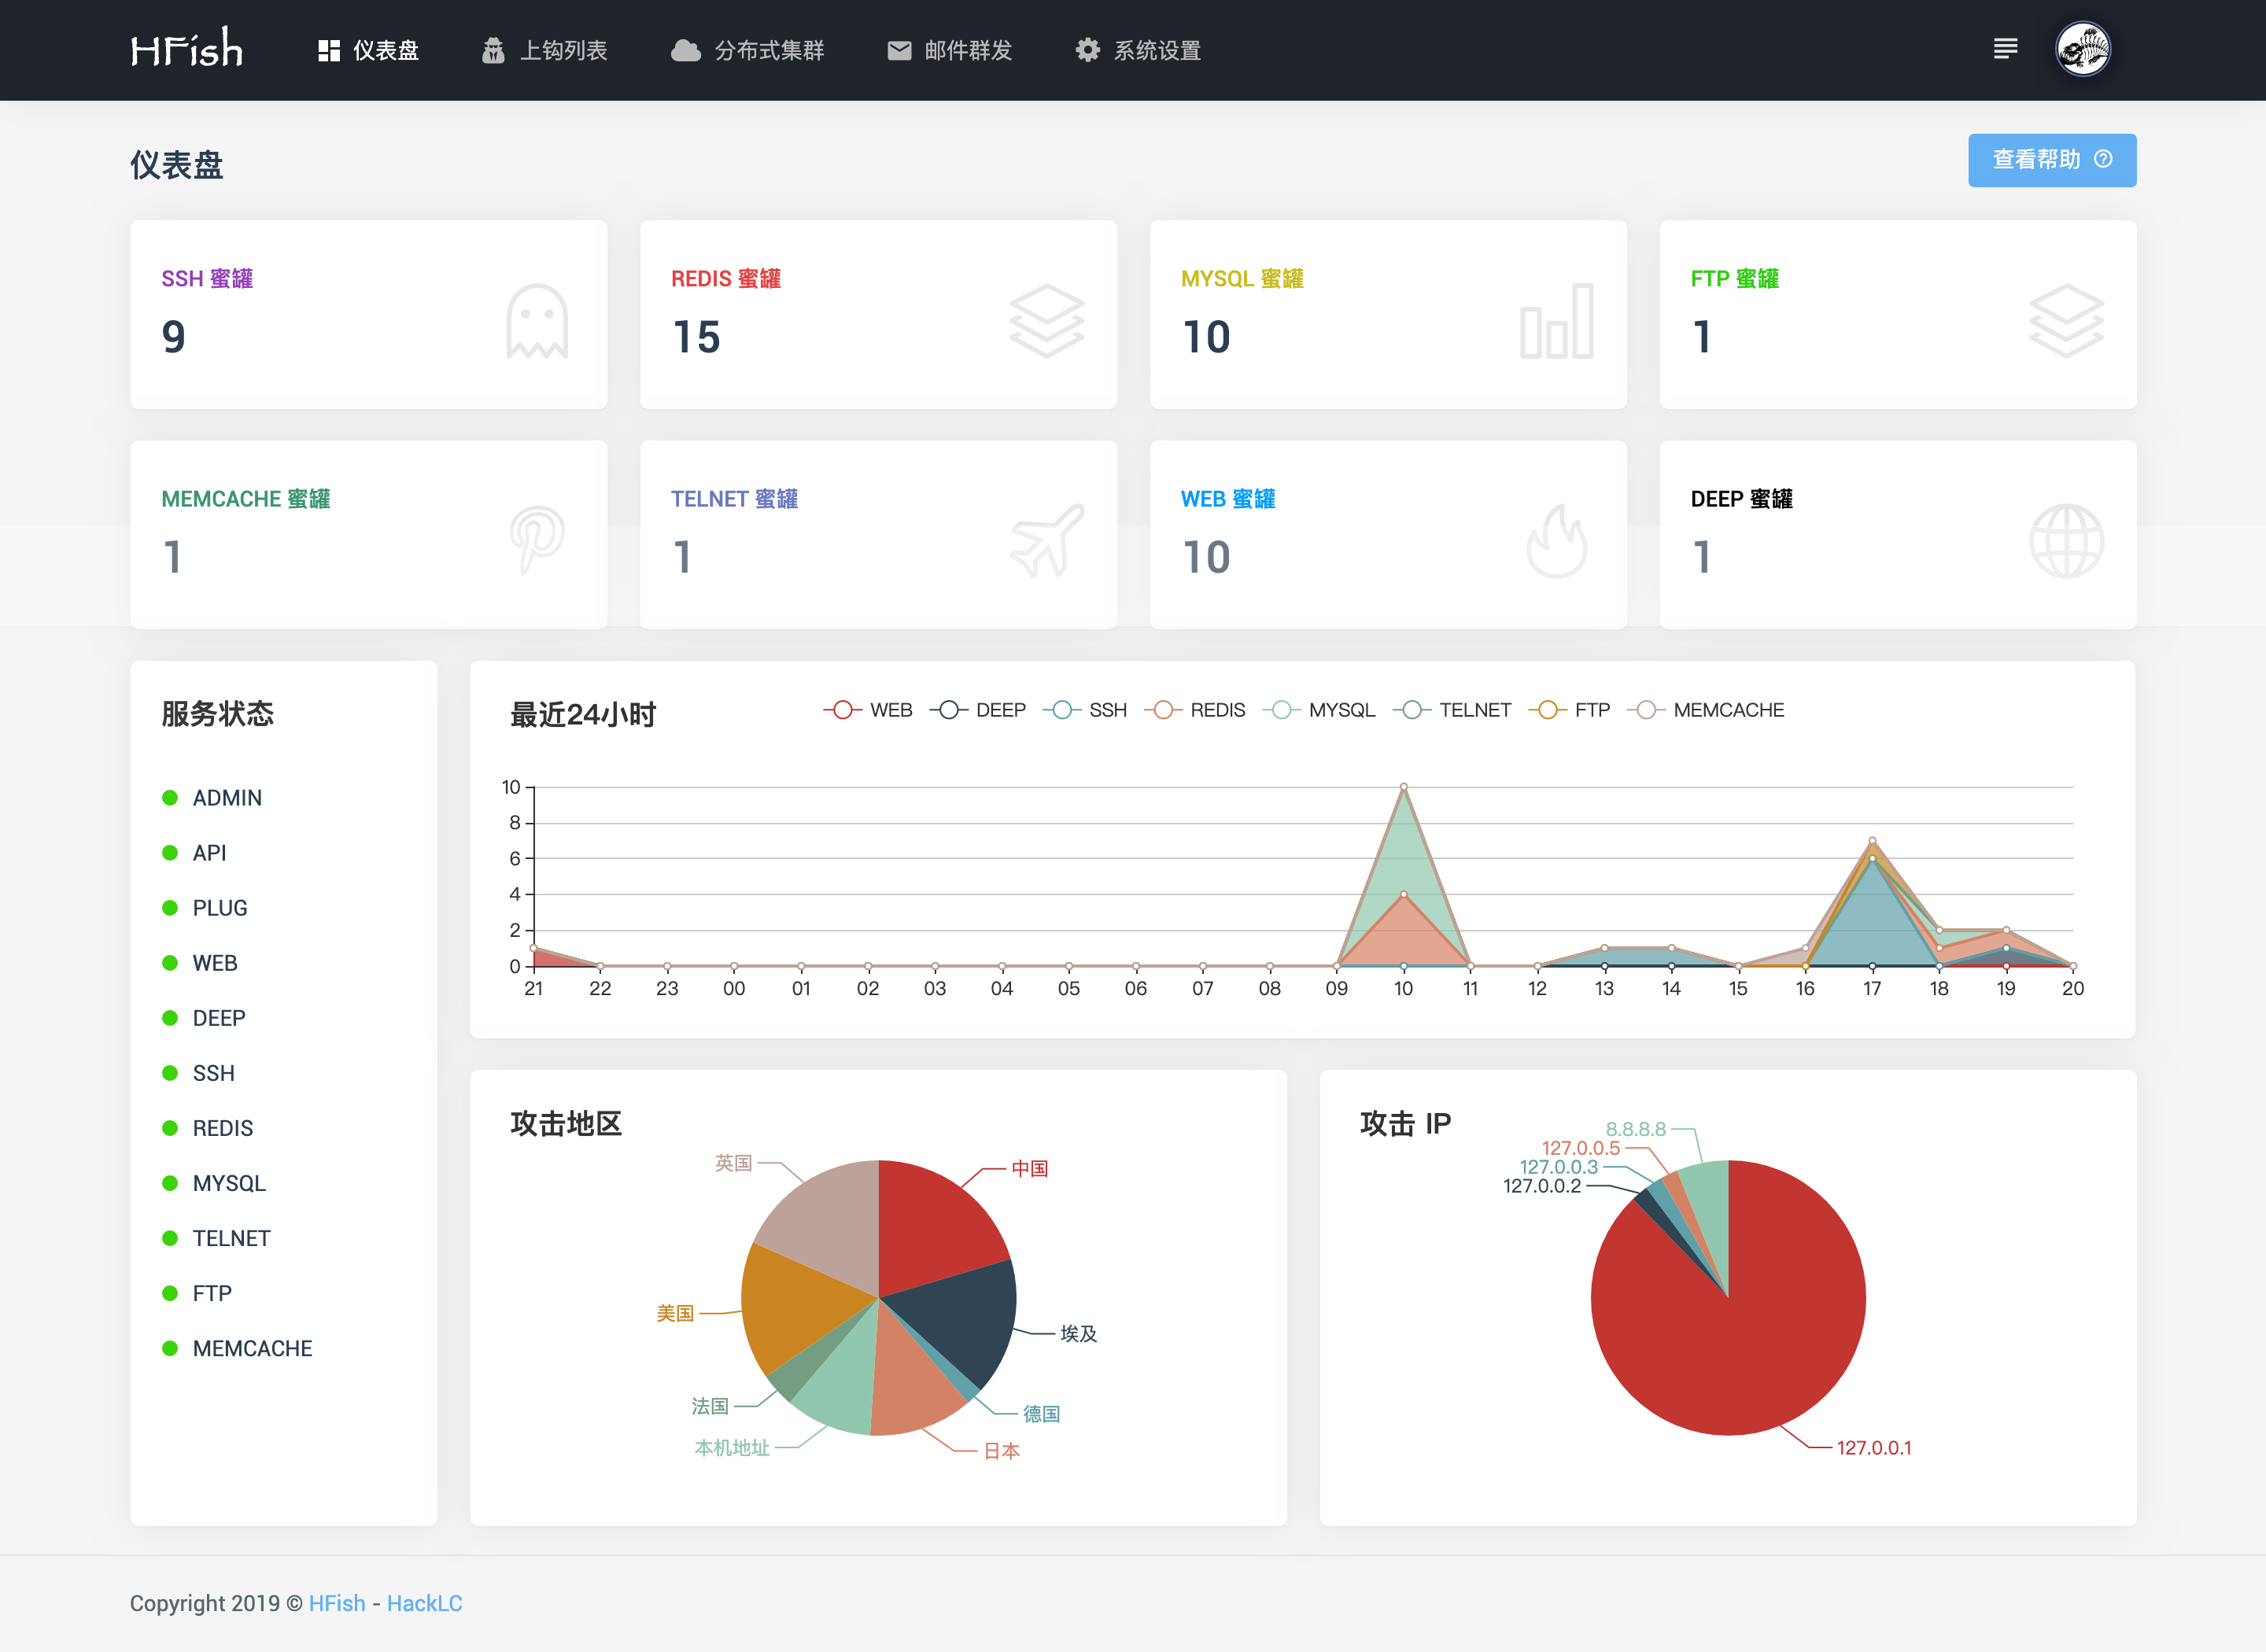 HFish 仪表盘 上钩列表 分布式集群 邮件群发 系统设置
仪表盘
查看帮助
SSH 蜜罐
9
REDIS 蜜罐
15
MYSQL 蜜罐
10
FTP 蜜罐
1
MEMCACHE 蜜罐
1
TELNET 蜜罐
1
WEB 蜜罐
10
DEEP 蜜罐
1
服务状态
ADMIN
API
PLUG
WEB
DEEP
SSH
REDIS
MYSQL
TELNET
FTP
MEMCACHE
最近24小时
WEB DEEP SSH REDIS MYSQL TELNET FTP MEMCACHE
10
8
6
4
2
0
21 22 23 00 01 02 03 04 05 06 07 08 09 10 11 12 13 14 15 16 17 18 19 20
攻击地区
英国
中国
美国
埃及
法国
德国
本机地址
日本
攻击 IP
8.8.8.8
127.0.0.5
127.0.0.3
127.0.0.2
127.0.0.1
Copyright 2019 © HFish - HackLC